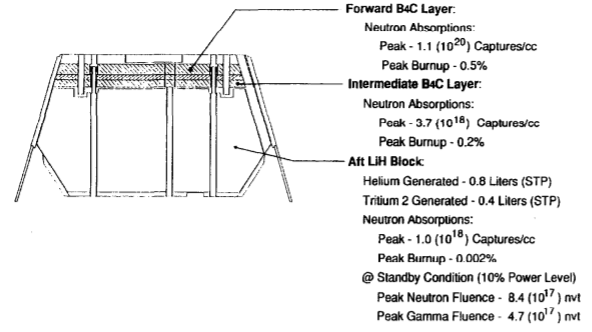 Forward B4C Layer:
Neutron Absorptions:
Peak - 1.1 (10^20) Captures/cc
Peak Burnup - 0.5%
Intermediate B4C Layer:
Neutron Absorptions:
Peak - 3.7 (10^18) Captures/cc
Peak Burnup - 0.2%
Aft LiH Block:
Helium Generated - 0.8 Liters (STP)
Tritium 2 Generated - 0.4 Liters (STP)
Neutron Absorptions:
Peak - 1.0 (10^18) Captures/cc
Peak Burnup - 0.002%
@ Standby Condition (10% Power Level)
Peak Neutron Fluence - 8.4 (10^17) nvt
Peak Gamma Fluence - 4.7 (10^17) nvt